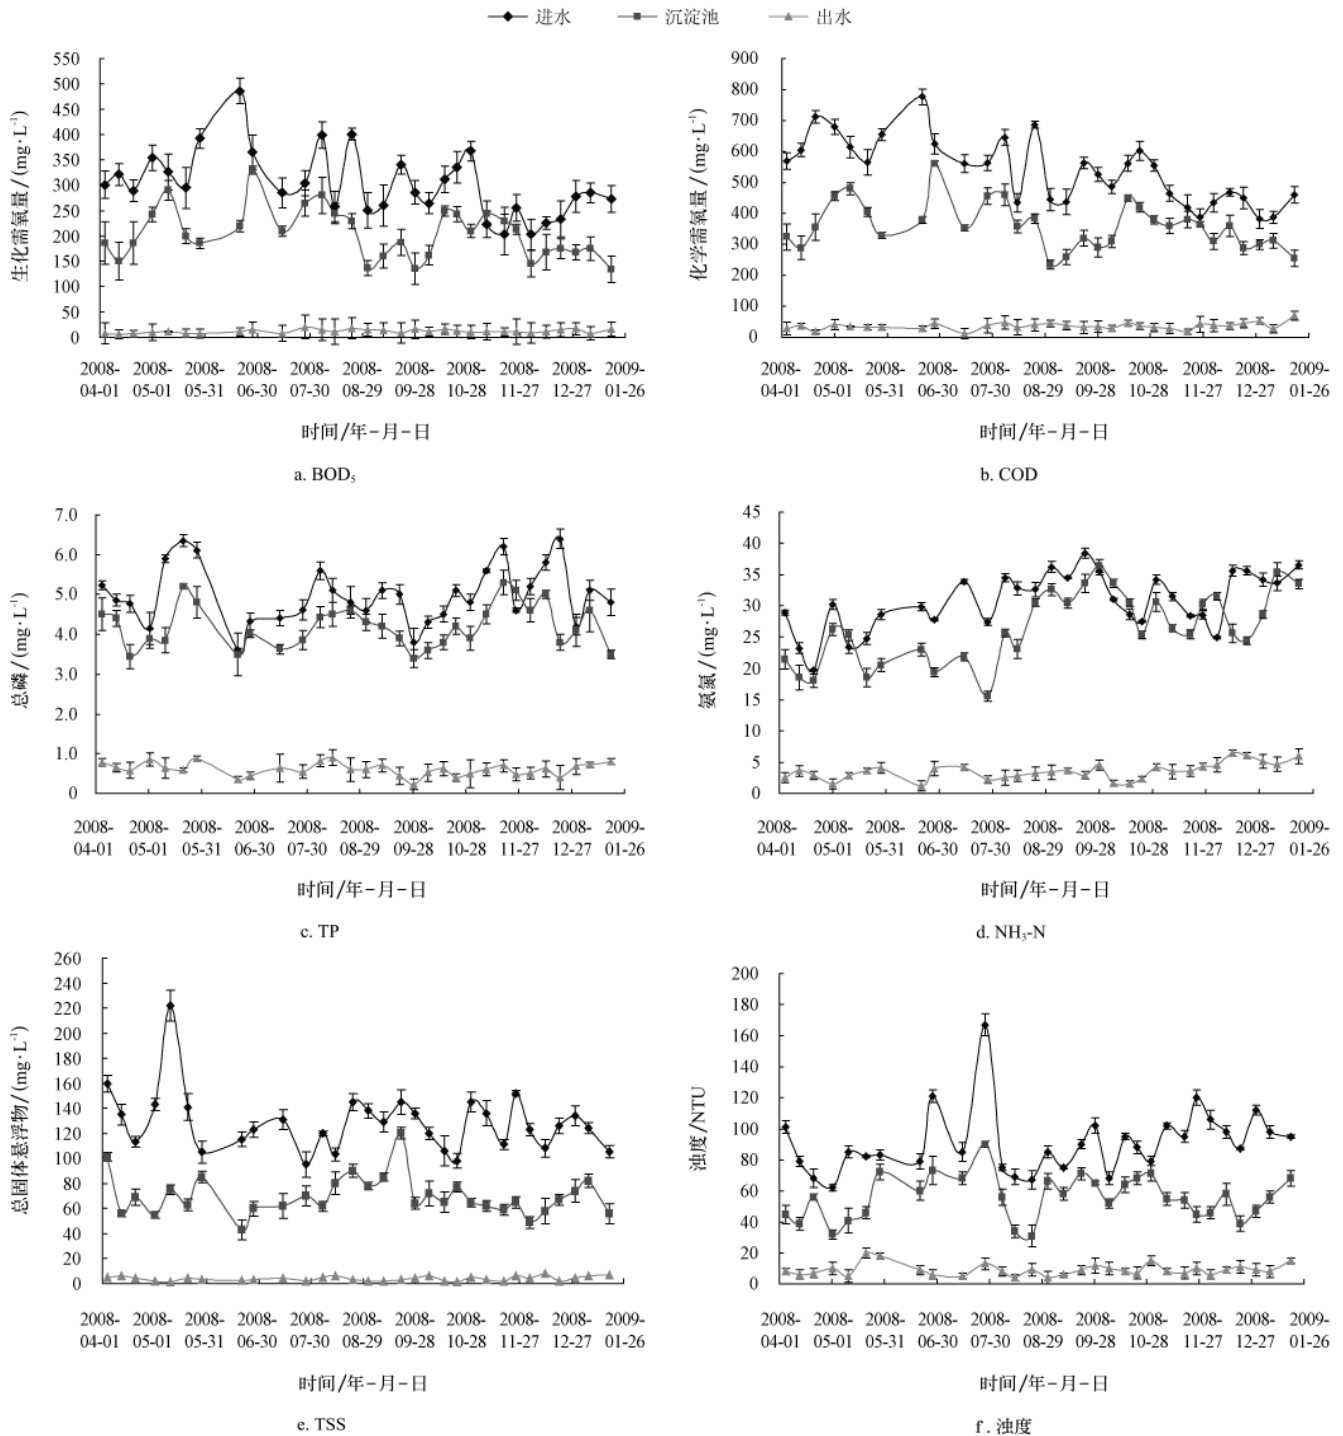 进水 沉淀池 出水
550
500
450
400
350
300
250
200
150
100
50
0
生化需氧量/(mg·L⁻¹)
2008- 2008- 2008- 2008- 2008- 2008- 2008- 2008- 2008- 2008- 2009-
04-01 05-01 05-31 06-30 07-30 08-29 09-28 10-28 11-27 12-27 01-26
时间/年-月-日
a. BOD₅
900
800
700
600
500
400
300
200
100
0
化学需氧量/(mg·L⁻¹)
2008- 2008- 2008- 2008- 2008- 2008- 2008- 2008- 2008- 2008- 2009-
04-01 05-01 05-31 06-30 07-30 08-29 09-28 10-28 11-27 12-27 01-26
时间/年-月-日
b. COD
7.0
6.0
5.0
4.0
3.0
2.0
1.0
0
总磷/(mg·L⁻¹)
2008- 2008- 2008- 2008- 2008- 2008- 2008- 2008- 2008- 2008- 2009-
04-01 05-01 05-31 06-30 07-30 08-29 09-28 10-28 11-27 12-27 01-26
时间/年-月-日
c. TP
45
40
35
30
25
20
15
10
5
0
氨氮/(mg·L⁻¹)
2008- 2008- 2008- 2008- 2008- 2008- 2008- 2008- 2008- 2008- 2009-
04-01 05-01 05-31 06-30 07-30 08-29 09-28 10-28 11-27 12-27 01-26
时间/年-月-日
d. NH₃-N
260
240
220
200
180
160
140
120
100
80
60
40
20
0
总固体悬浮物/(mg·L⁻¹)
2008- 2008- 2008- 2008- 2008- 2008- 2008- 2008- 2008- 2008- 2009-
04-01 05-01 05-31 06-30 07-30 08-29 09-28 10-28 11-27 12-27 01-26
时间/年-月-日
e. TSS
200
180
160
140
120
100
80
60
40
20
0
浊度/NTU
2008- 2008- 2008- 2008- 2008- 2008- 2008- 2008- 2008- 2008- 2009-
04-01 05-01 05-31 06-30 07-30 08-29 09-28 10-28 11-27 12-27 01-26
时间/年-月-日
f. 浊度